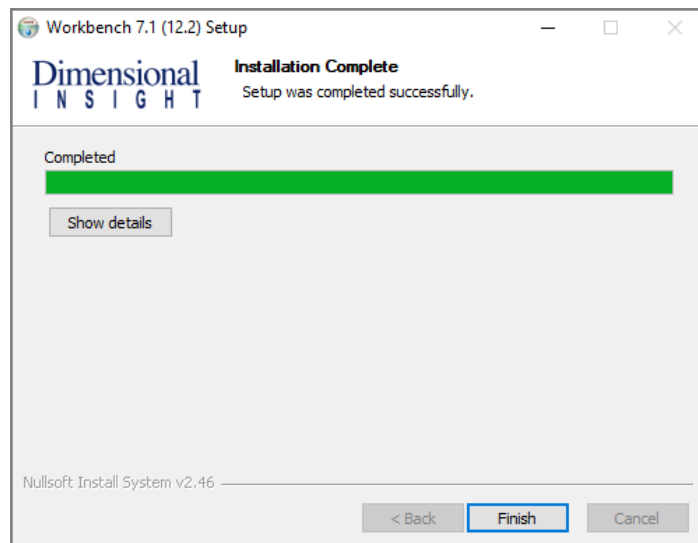 Workbench 7.1 (12.2) Setup
Dimensional
INSIGHT
Installation Complete
Setup was completed successfully.
Completed
Show details
Nullsoft Install System v2.46
< Back
Finish
Cancel